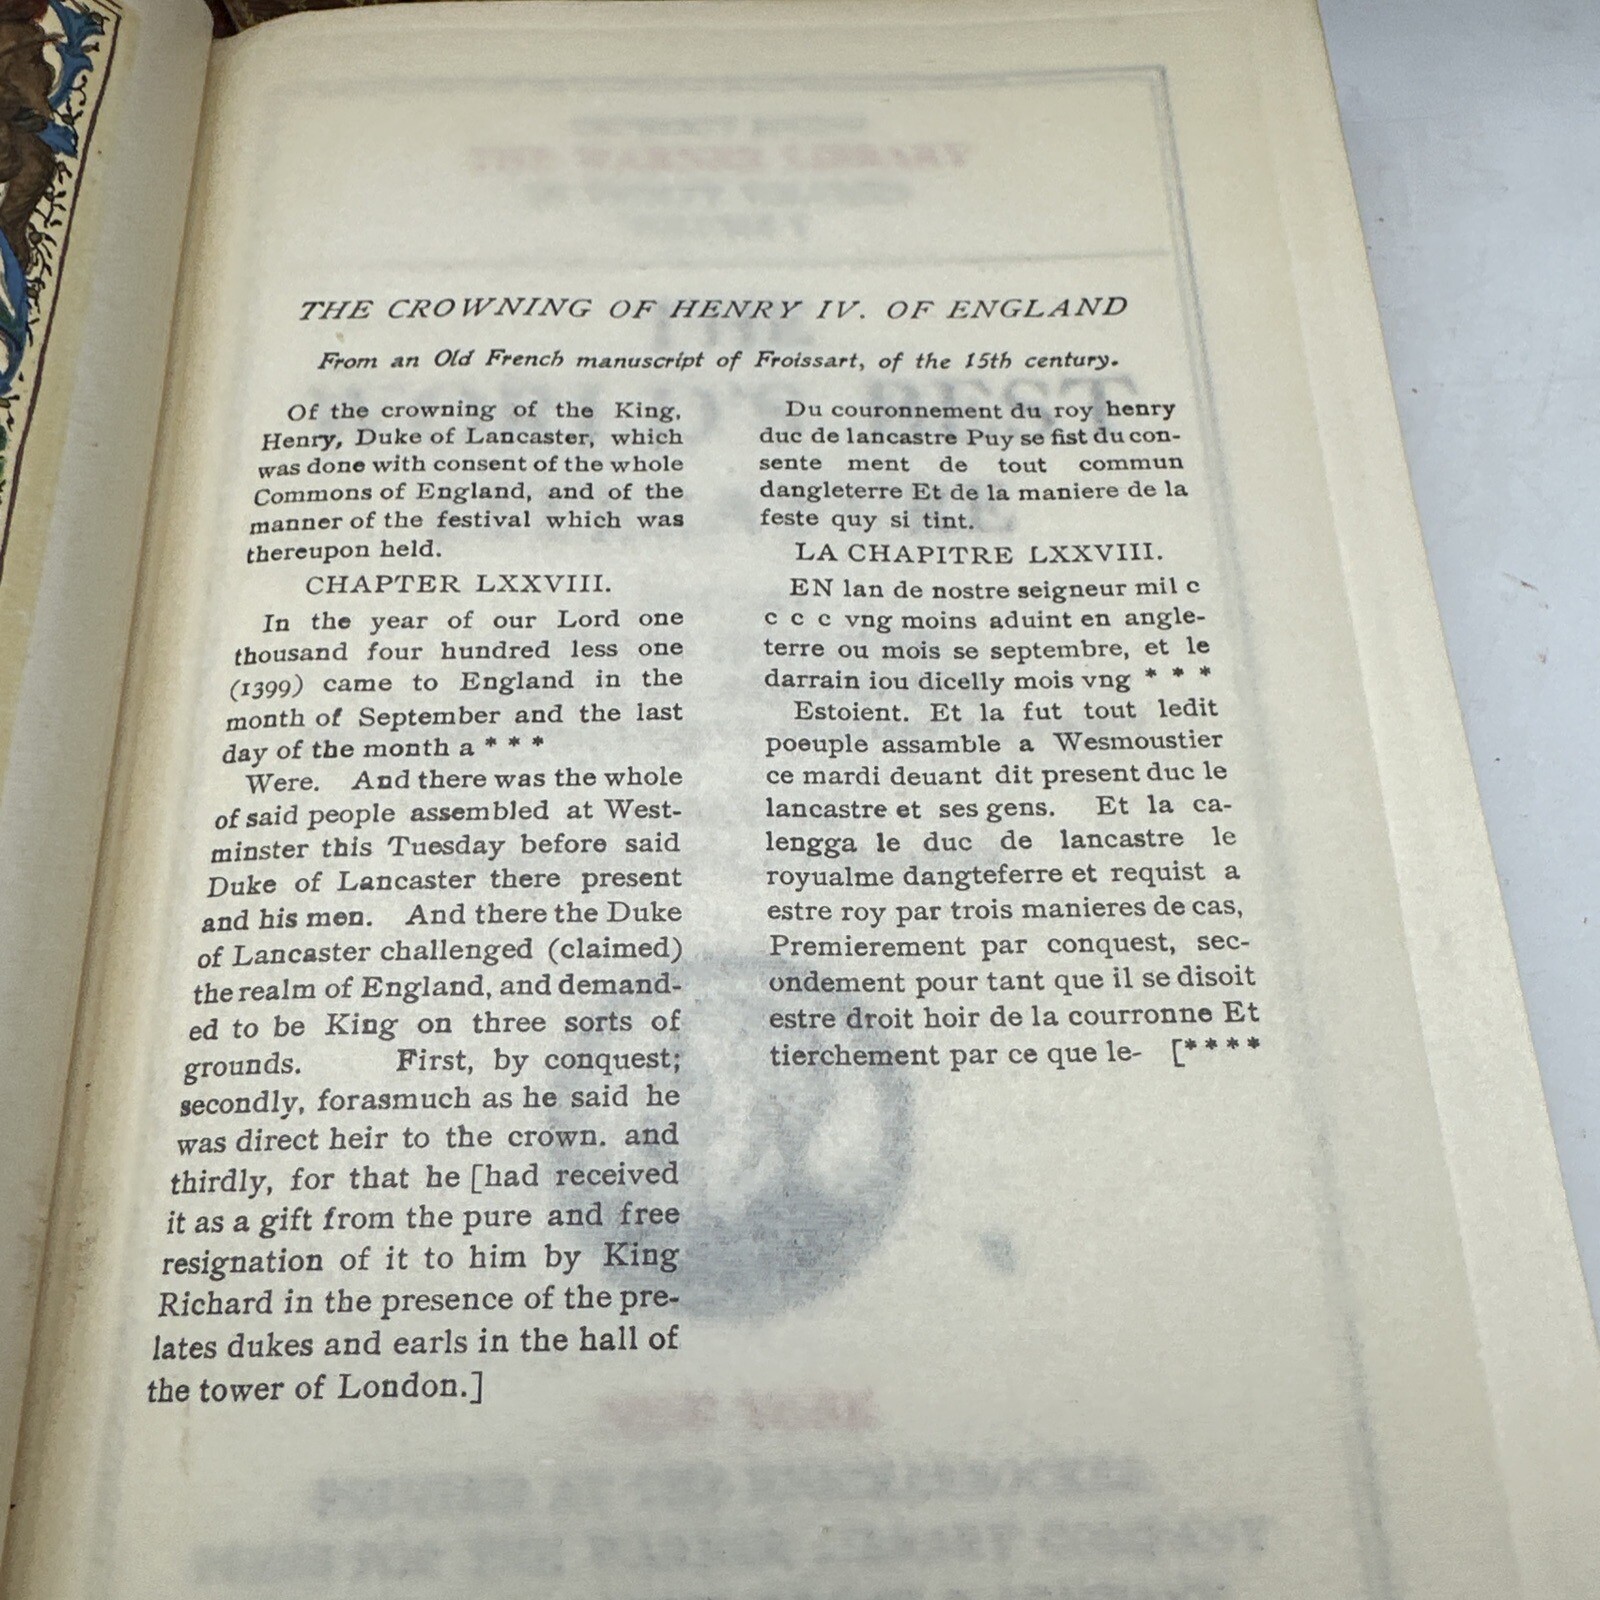 THE CROWNING OF HENRY IV. OF ENGLAND
From an Old French manuscript of Froissart, of the 15th century.
Of the crowning of the King,
Henry, Duke of Lancaster, which
was done with consent of the whole
Commons of England, and of the
manner of the festival which was
thereupon held.
CHAPTER LXXVIII.
In the year of our Lord one
thousand four hundred less one
(1399) came to England in the
month of September and the last
day of the month a * * *
Were. And there was the whole
of said people assembled at West-
minster this Tuesday before said
Duke of Lancaster there present
and his men. And there the Duke
of Lancaster challenged (claimed)
the realm of England, and demand-
ed to be King on three sorts of
grounds. First, by conquest;
secondly, forasmuch as he said he
was direct heir to the crown. and
thirdly, for that he [had received
it as a gift from the pure and free
resignation of it to him by King
Richard in the presence of the pre-
lates dukes and earls in the hall of
the tower of London.]
Du couronnement du roy henry
duc de lancastre Puy se fist du con-
sente ment de tout commun
dangleterre Et de la maniere de la
feste quy si tint.
LA CHAPITRE LXXVIII.
EN lan de nostre seigneur mil c
c c c vng moins aduint en angle-
terre ou mois se septembre, et le
darrain iou dicelly mois vng * * *
Estoient. Et la fut tout ledit
poeuple assamble a Wesmoustier
ce mardi deuant dit present duc le
lancastre et ses gens. Et la ca-
lengga le duc de lancastre le
royualme dangteferre et requist a
estre roy par trois manieres de cas,
Premierement par conquest, sec-
ondement pour tant que il se disoit
estre droit hoir de la courronne Et
tierchement par ce que le- [* * * *